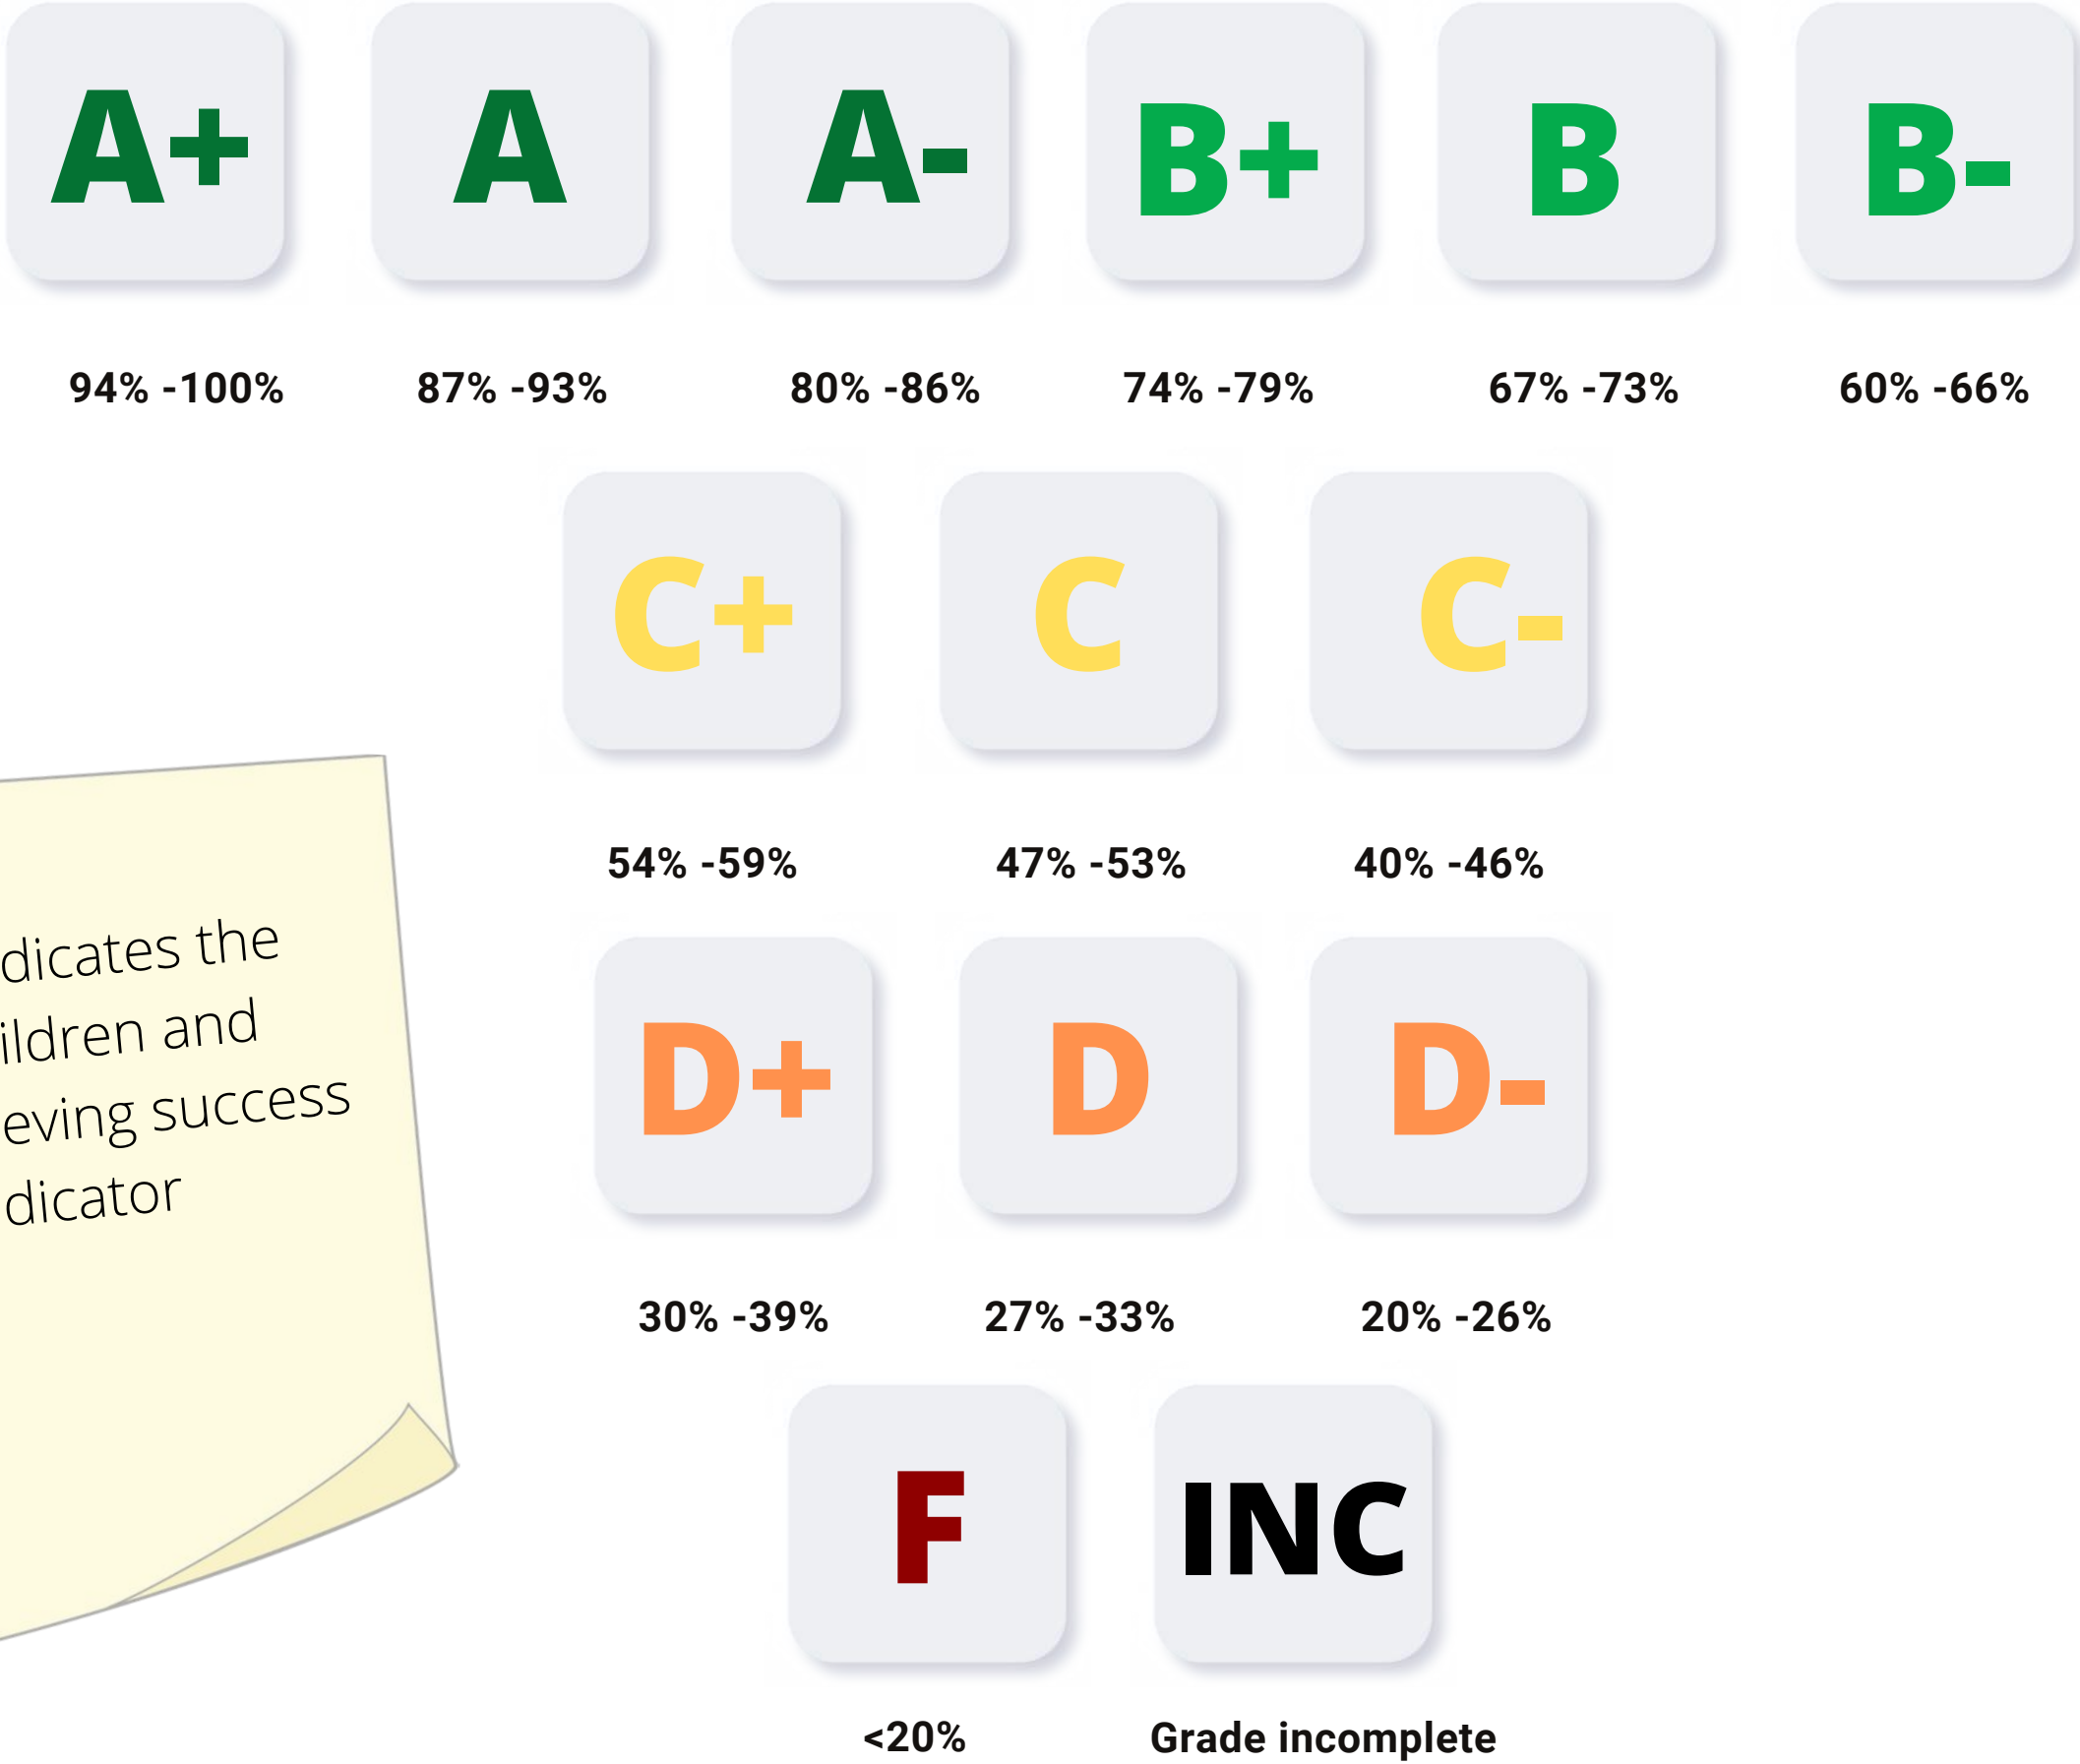 A+ A A- B+ B B-
94% -100% 87% -93% 80% -86% 74% -79% 67% -73% 60% -66%
C+ C C-
54% -59% 47% -53% 40% -46%
dicates the
ildren and
eving success
dicator
D+ D D-
30% -39% 27% -33% 20% -26%
F INC
<20% Grade incomplete